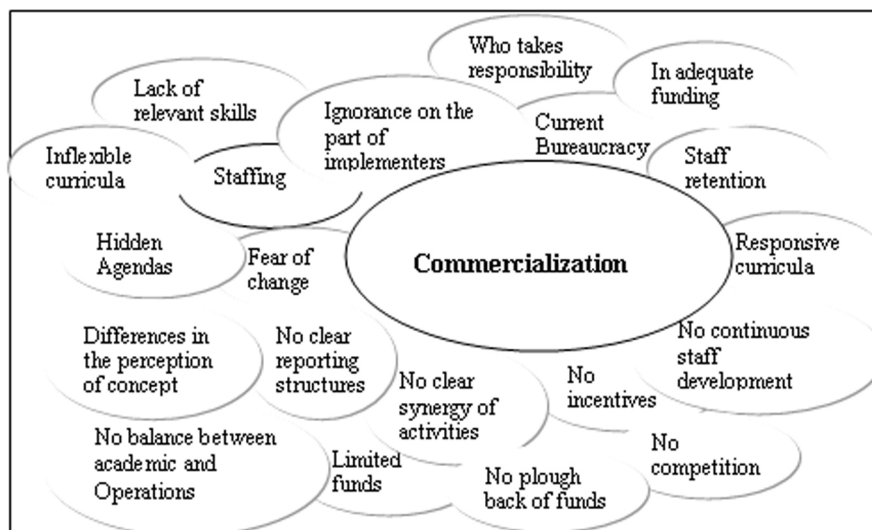 Who takes
responsibility
In adequate
funding
Lack of
relevant skills
Ignorance on the
part of
implementers
Current
Bureaucracy
Inflexible
curricula
Staffing
Staff
retention
Hidden
Agendas
Fear of
change
Commercialization
Responsive
curricula
Differences in
the perception
of concept
No clear
reporting
structures
No clear
synergy of
activities
No
incentives
No continuous
staff
development
No balance between
academic and
Operations
Limited
funds
No plough
back of funds
No
competition